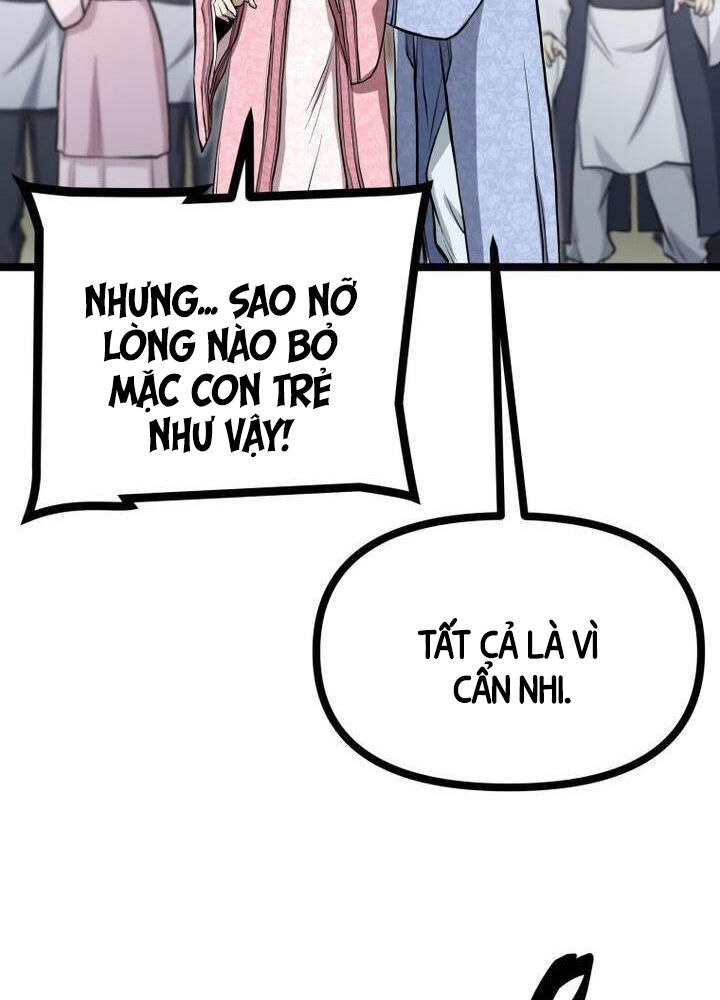 NHƯNG... SAO NỠ
LÒNG NÀO BỎ
MẶC CON TRẺ
NHƯ VẬY!
TẤT CẢ LÀ VÌ
CẨN NHI.